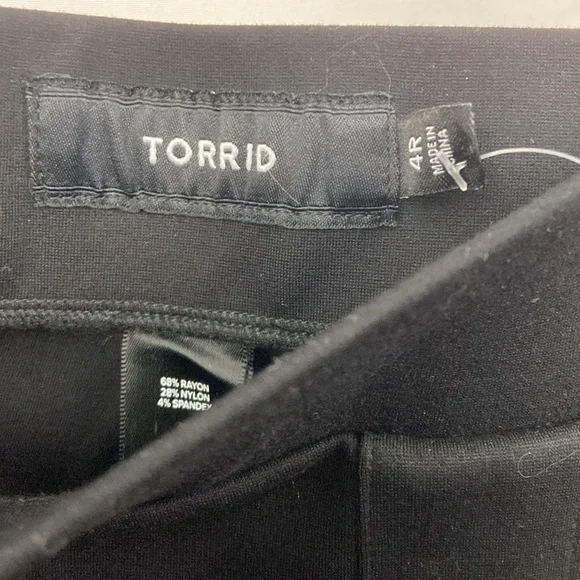 TORRID
4R
MADE IN
CHINA
68% RAYON
28% NYLON
4% SPANDEX